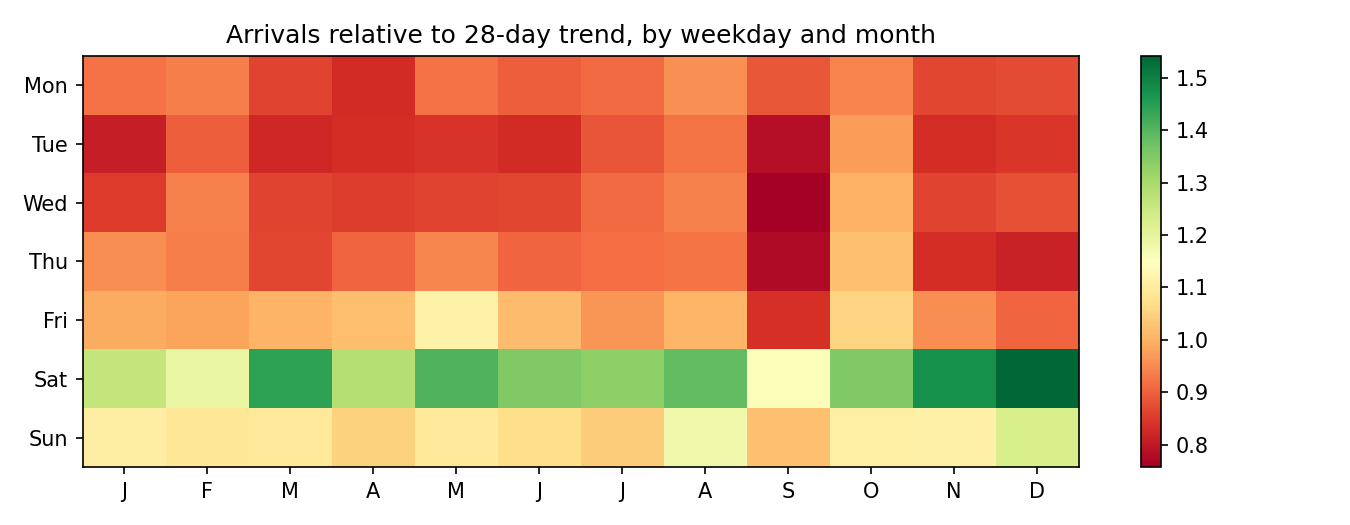 Arrivals relative to 28-day trend, by weekday and month
Mon
Tue
Wed
Thu
Fri
Sat
Sun
J F M A M J J A S O N D
1.5
1.4
1.3
1.2
1.1
1.0
0.9
0.8